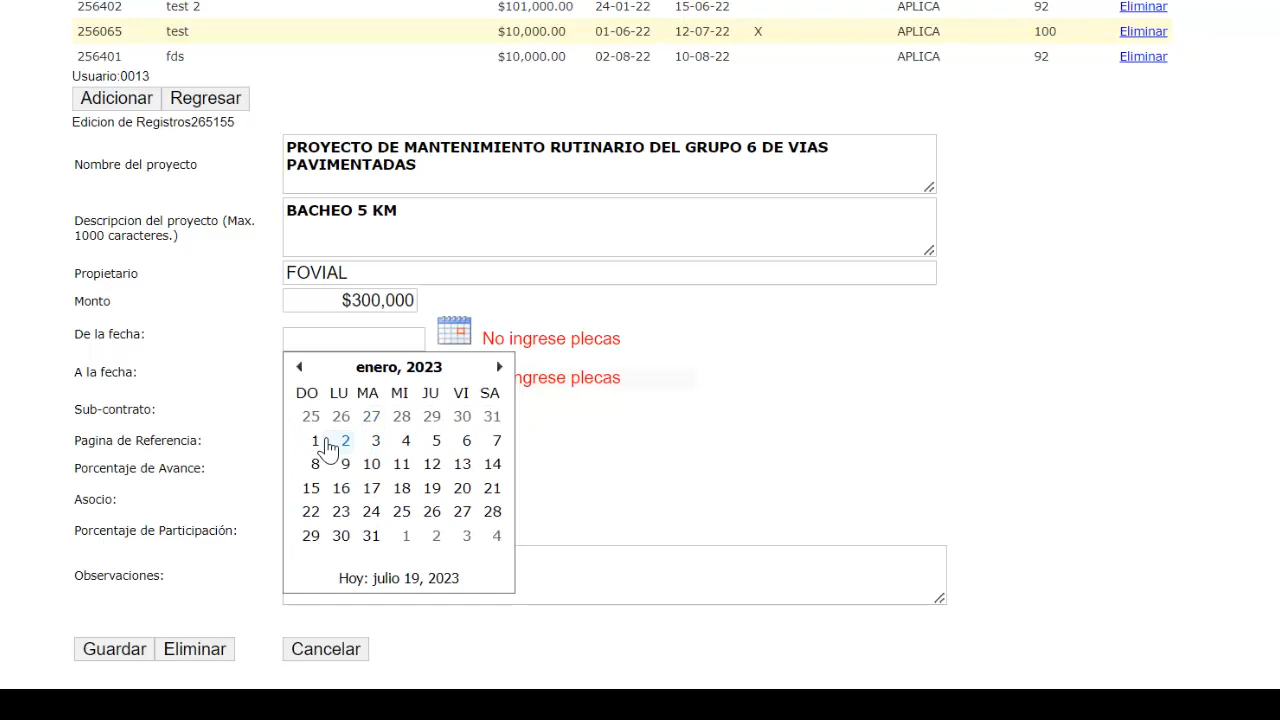 256402 test 2 $101,000.00 24-01-22 15-06-22 APLICA 92 Eliminar
256065 test $10,000.00 01-06-22 12-07-22 X APLICA 100 Eliminar
256401 fds $10,000.00 02-08-22 10-08-22 APLICA 92 Eliminar
Usuario:0013
Adicionar Regresar
Edicion de Registros265155
Nombre del proyecto
PROYECTO DE MANTENIMIENTO RUTINARIO DEL GRUPO 6 DE VIAS
PAVIMENTADAS
Descripcion del proyecto (Max.
1000 caracteres.)
BACHEO 5 KM
Propietario FOVIAL
Monto $300,000
De la fecha: No ingrese plecas
A la fecha: ngrese plecas
enero, 2023
DO LU MA MI JU VI SA
25 26 27 28 29 30 31
1 2 3 4 5 6 7
8 9 10 11 12 13 14
15 16 17 18 19 20 21
22 23 24 25 26 27 28
29 30 31 1 2 3 4
Hoy: julio 19, 2023
Sub-contrato:
Pagina de Referencia:
Porcentaje de Avance:
Asocio:
Porcentaje de Participación:
Observaciones:
Guardar Eliminar Cancelar